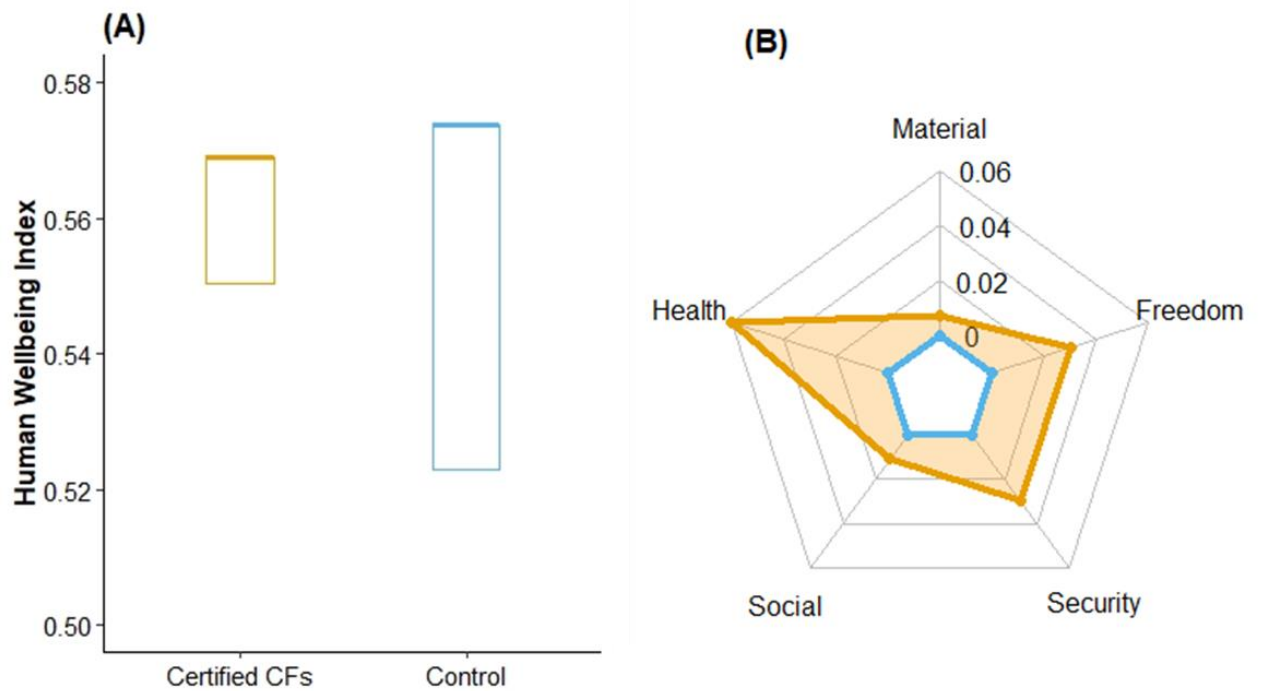 (A)
Human Wellbeing Index
0.58
0.56
0.54
0.52
0.50
Certified CFs
Control
(B)
Material
0.06
0.04
0.02
0
Health
Freedom
Social
Security